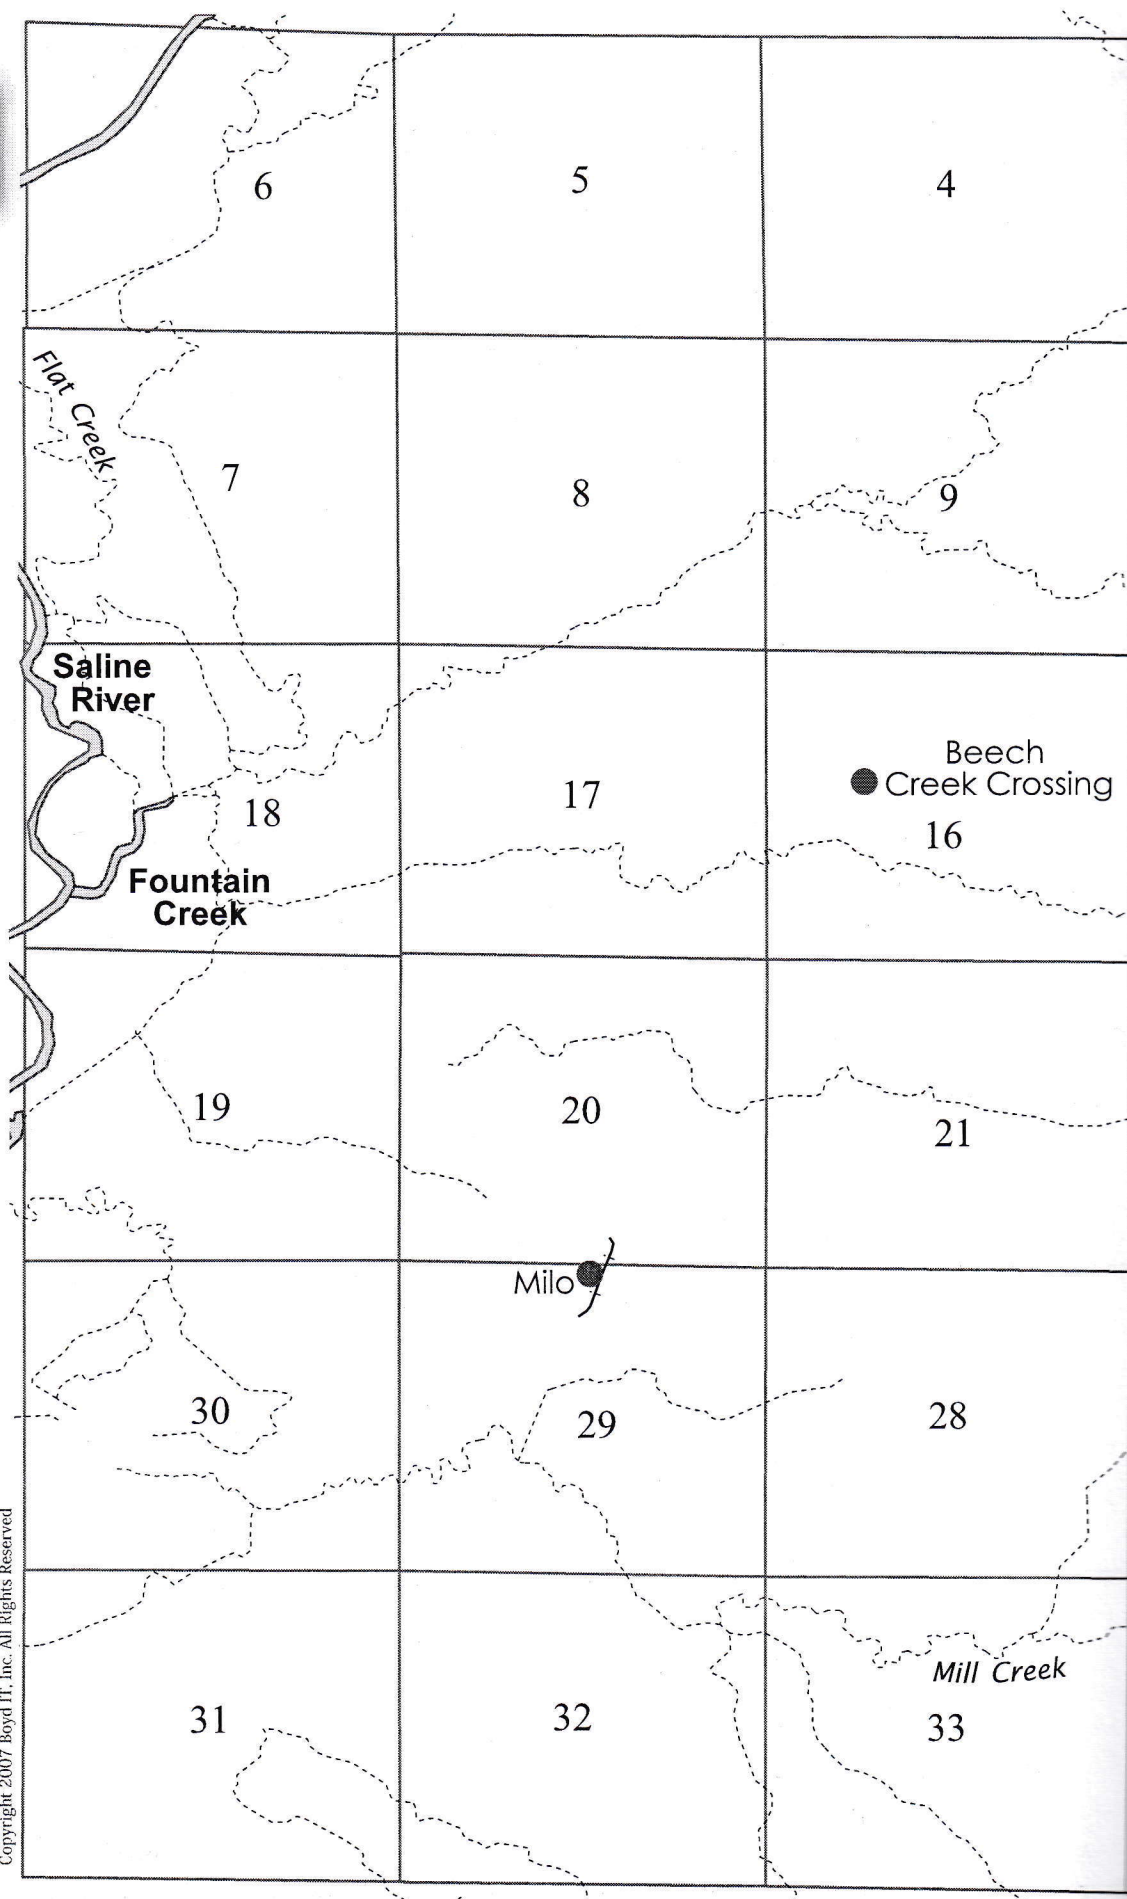 6
5
4
Flat Creek
7
8
9
Saline
River
Beech
Creek Crossing
18
17
16
Fountain
Creek
19
20
21
Milo
30
29
28
Mill Creek
31
32
33
Copyright 2007 Boyd IT, Inc. All Rights Reserved